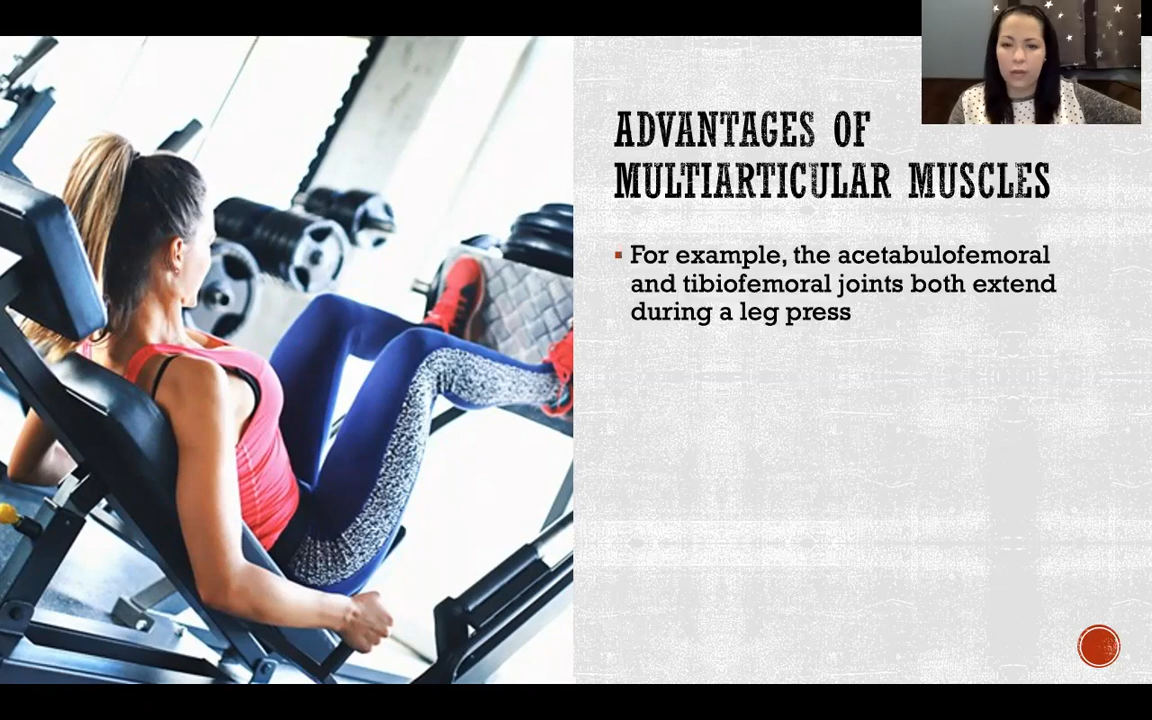 ADVANTAGES OF
MULTIARTICULAR MUSCLES
For example, the acetabulofemoral
and tibiofemoral joints both extend
during a leg press